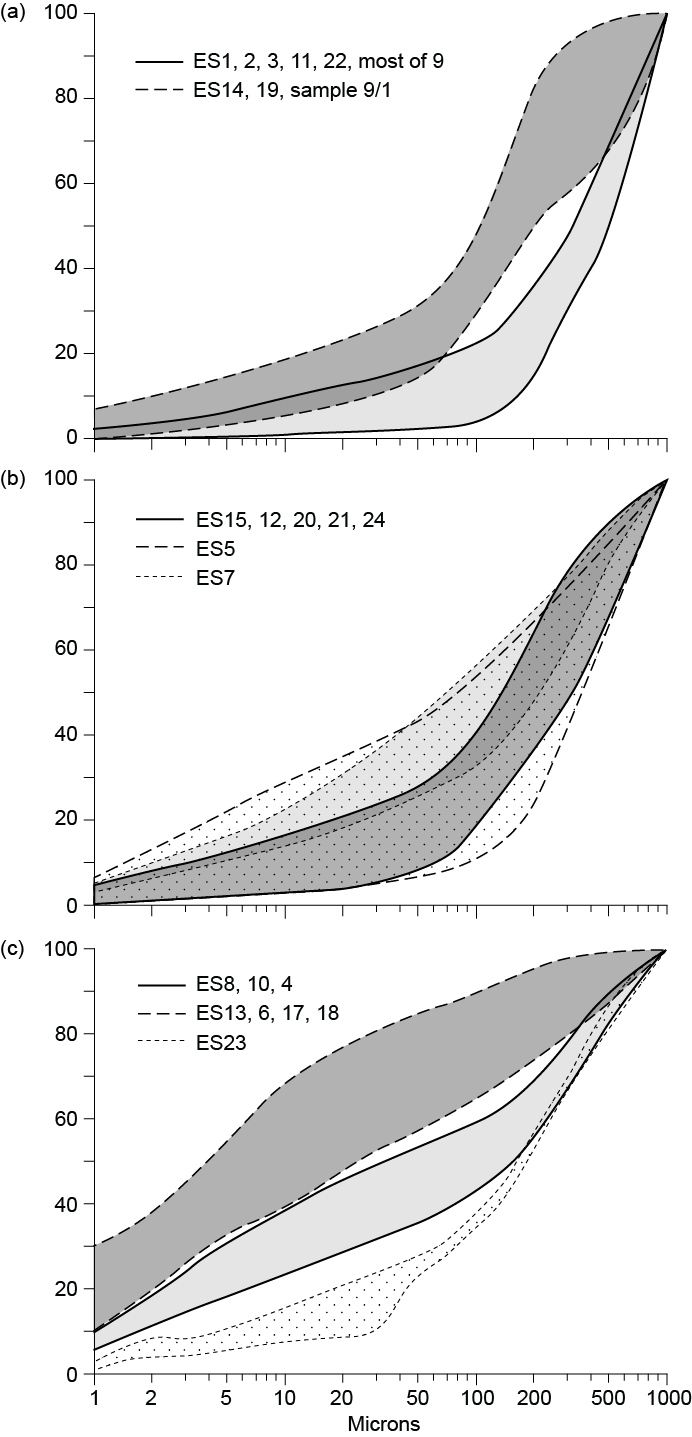 (a)
100
80
60
40
20
0
ES1, 2, 3, 11, 22, most of 9
ES14, 19, sample 9/1
(b)
100
80
60
40
20
0
ES15, 12, 20, 21, 24
ES5
ES7
(c)
100
80
60
40
20
0
ES8, 10, 4
ES13, 6, 17, 18
ES23
1 2 5 10 20 50 100 200 500 1000
Microns